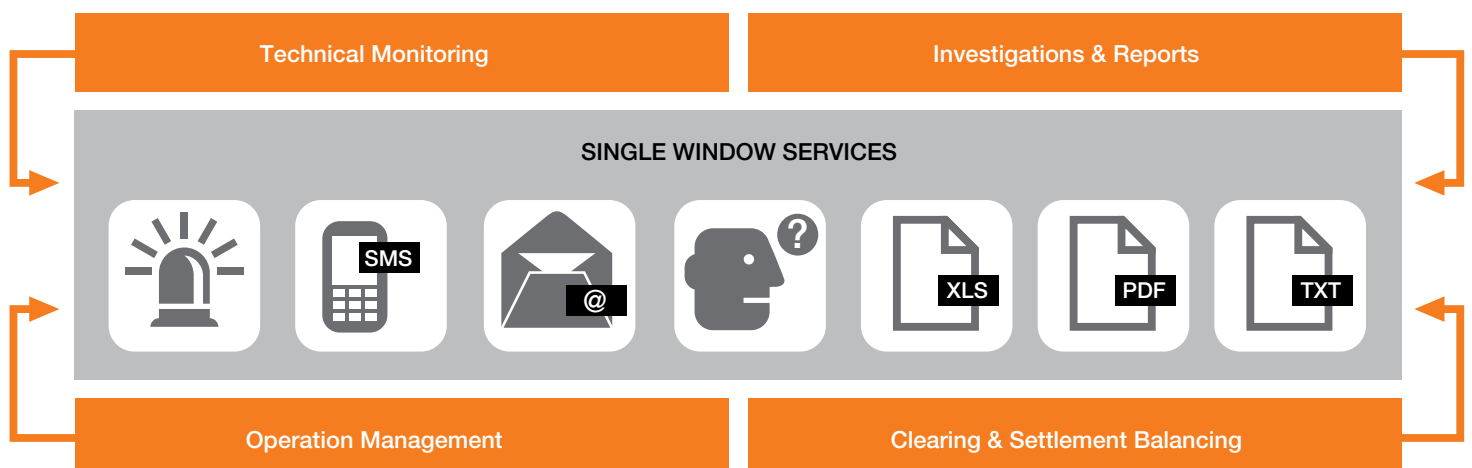 Technical Monitoring
Investigations & Reports
SINGLE WINDOW SERVICES
SMS
@
?
XLS
PDF
TXT
Operation Management
Clearing & Settlement Balancing